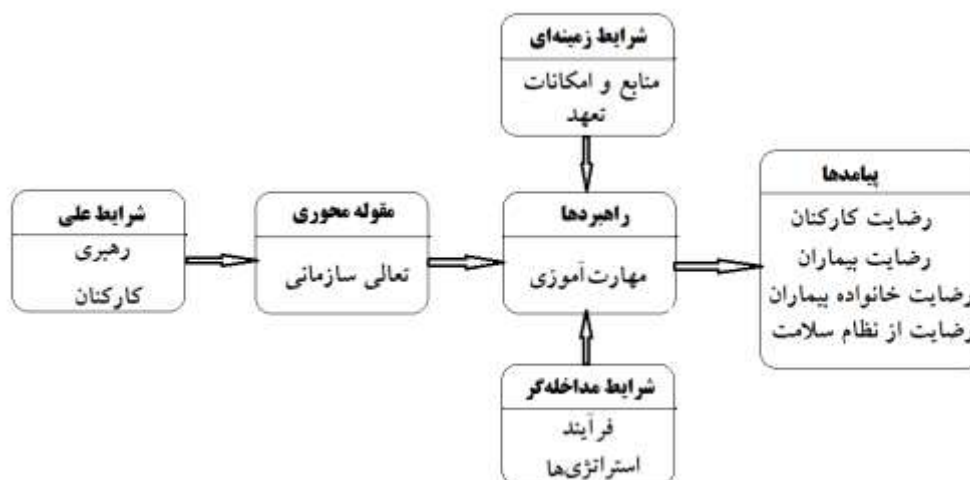 شرایط زمینه‌ای
منابع و امکانات
تعهد
شرایط علی
رهبری
کارکنان
مقوله محوری
تعالی سازمانی
راهبردها
مهارت‌آموزی
پیامدها
رضایت کارکنان
رضایت بیماران
رضایت خانواده بیماران
رضایت از نظام سلامت
شرایط مداخله‌گر
فرآیند
استراتژی‌ها